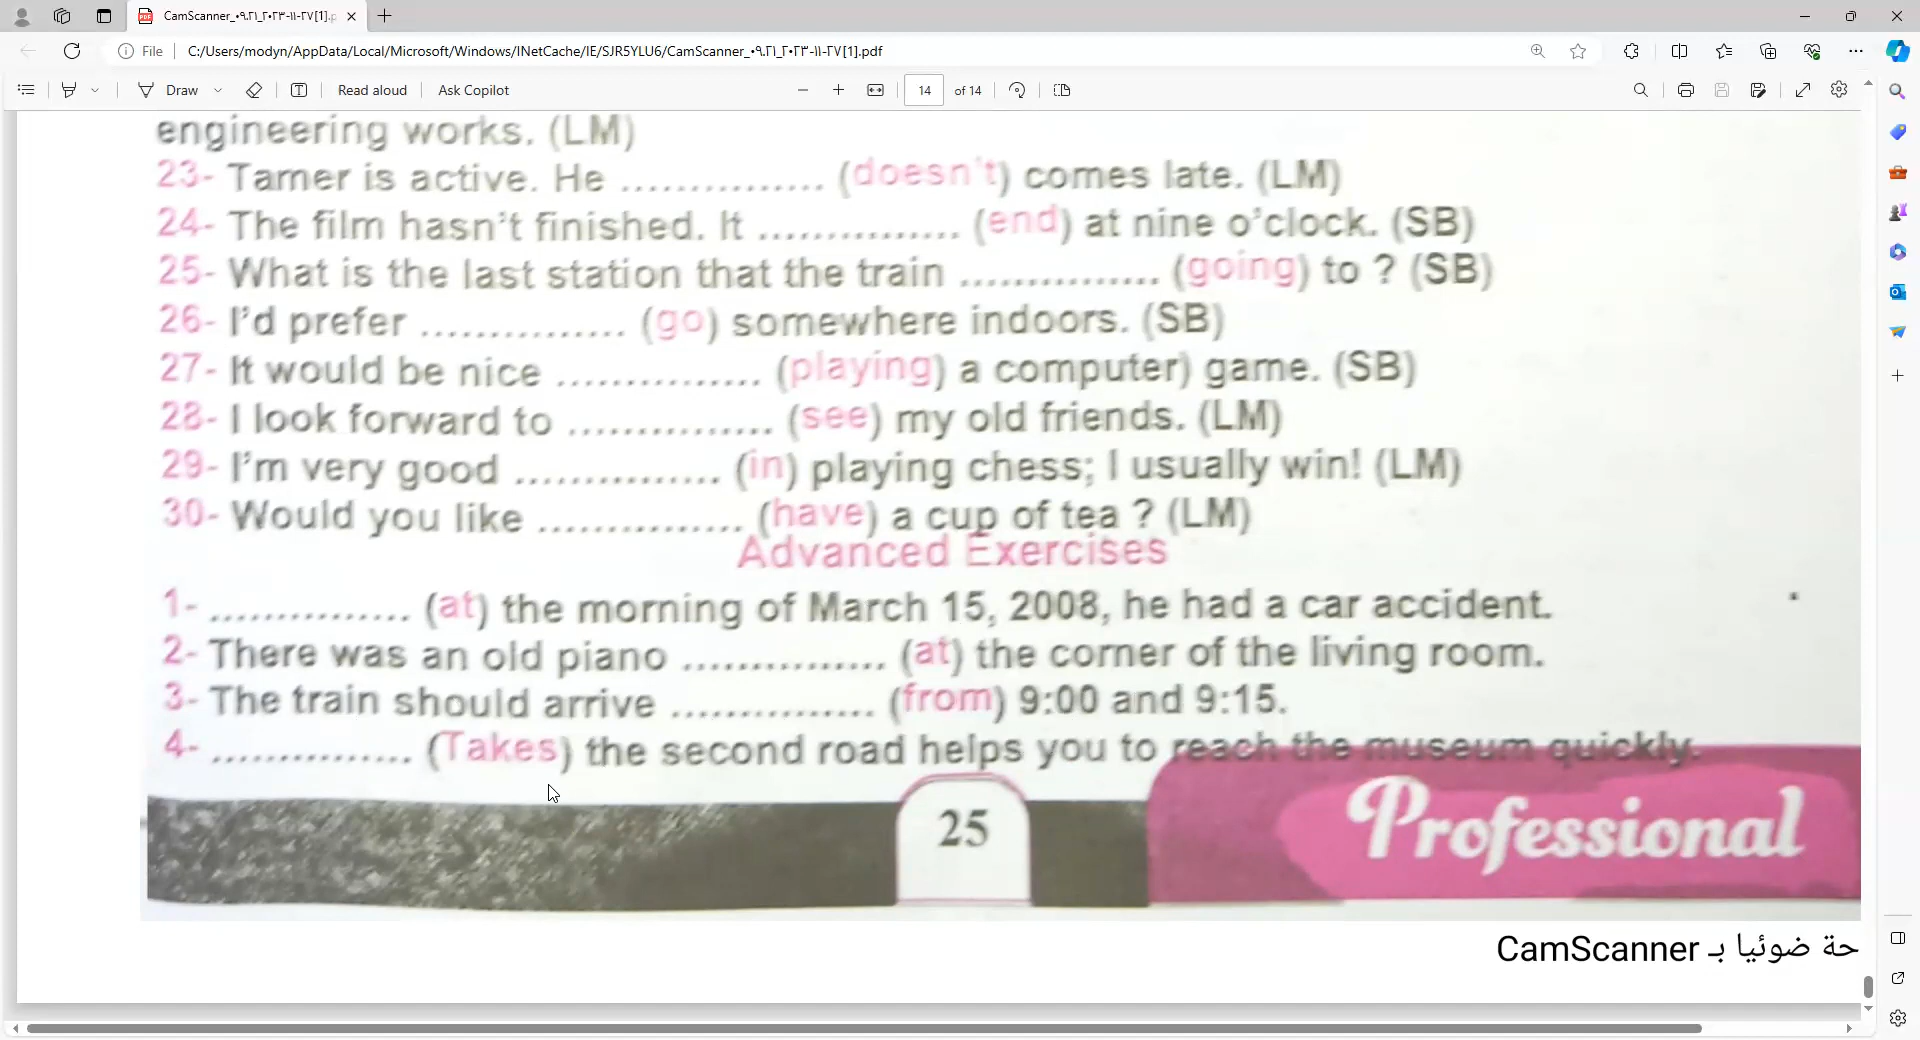 CamScanner_٠٩.٢١_٢٠٢٣-١١-٢٧[1].p
File C:/Users/modyn/AppData/Local/Microsoft/Windows/INetCache/IE/SJR5YLU6/CamScanner_٠٩.٢١_٢٠٢٣-١١-٢٧[1].pdf
Draw Read aloud Ask Copilot 14 of 14
engineering works. (LM)
23- Tamer is active. He ............... (doesn't) comes late. (LM)
24- The film hasn't finished. It ............... (end) at nine o'clock. (SB)
25- What is the last station that the train ............... (going) to ? (SB)
26- I'd prefer ............... (go) somewhere indoors. (SB)
27- It would be nice ............... (playing) a computer) game. (SB)
28- I look forward to ............... (see) my old friends. (LM)
29- I'm very good ............... (in) playing chess; I usually win! (LM)
30- Would you like ............... (have) a cup of tea ? (LM)
Advanced Exercises
1- ............... (at) the morning of March 15, 2008, he had a car accident.
2- There was an old piano ............... (at) the corner of the living room.
3- The train should arrive ............... (from) 9:00 and 9:15.
4- ............... (Takes) the second road helps you to reach the museum quickly.
25
Professional
حة ضوئيا بـ CamScanner